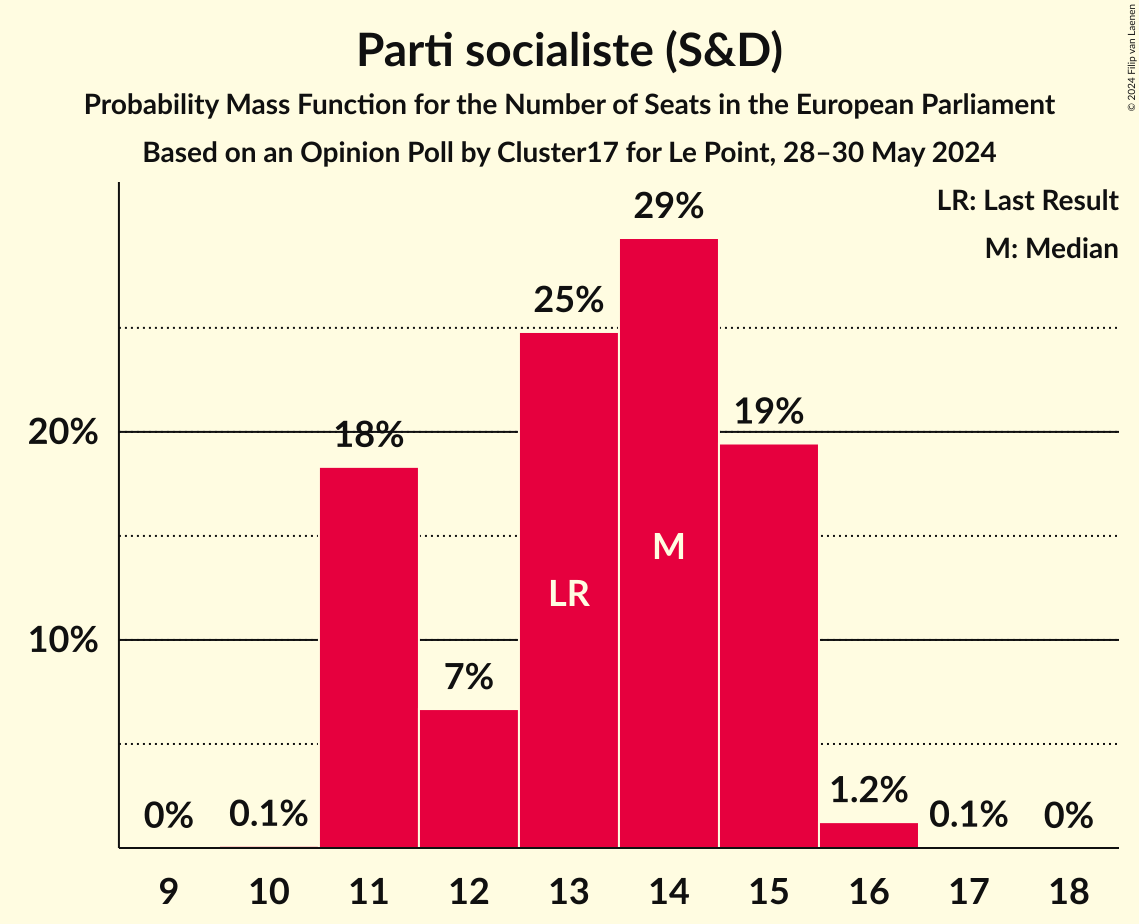 Parti socialiste (S&D)
Probability Mass Function for the Number of Seats in the European Parliament
Based on an Opinion Poll by Cluster17 for Le Point, 28–30 May 2024
© 2024 Filip van Laenen
LR: Last Result
M: Median
29%
25%
19%
20%
18%
M
LR
10%
7%
1.2%
0%
0.1%
0.1%
0%
9 10 11 12 13 14 15 16 17 18